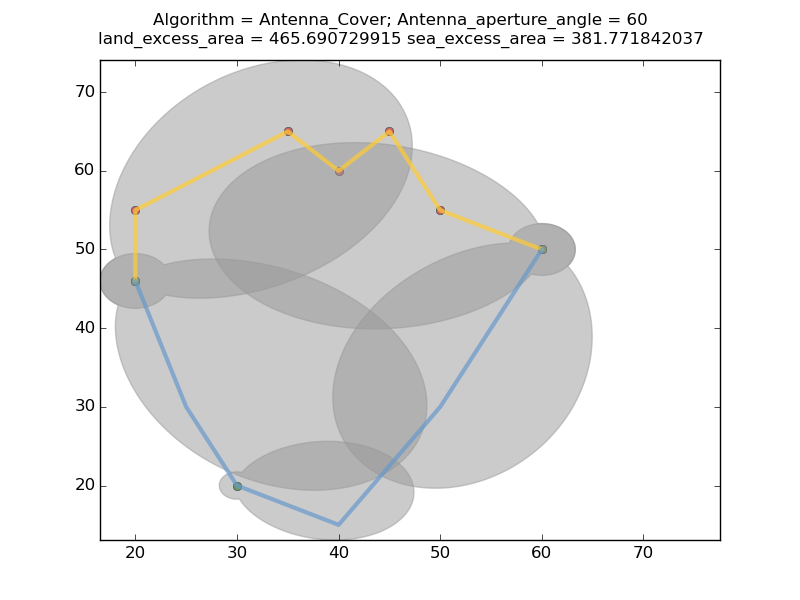 Algorithm = Antenna_Cover; Antenna_aperture_angle = 60
land_excess_area = 465.690729915 sea_excess_area = 381.771842037
70
60
50
40
30
20
20 30 40 50 60 70